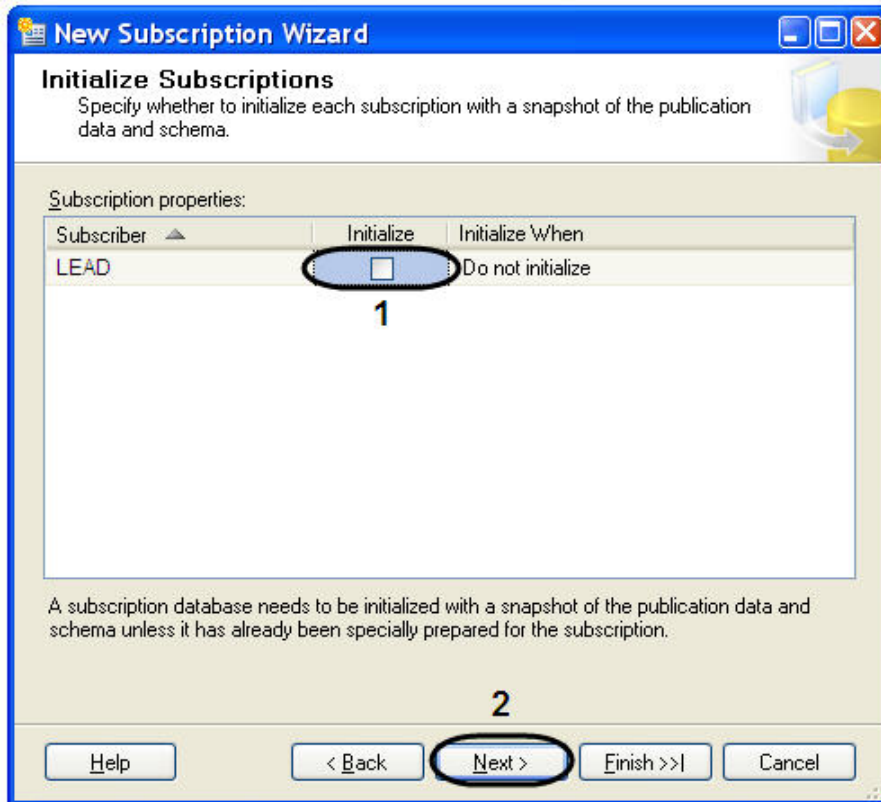 New Subscription Wizard
Initialize Subscriptions
Specify whether to initialize each subscription with a snapshot of the publication
data and schema.
Subscription properties:
Subscriber Initialize Initialize When
LEAD Do not initialize
1
A subscription database needs to be initialized with a snapshot of the publication data and
schema unless it has already been specially prepared for the subscription.
2
Help < Back Next > Finish >>| Cancel